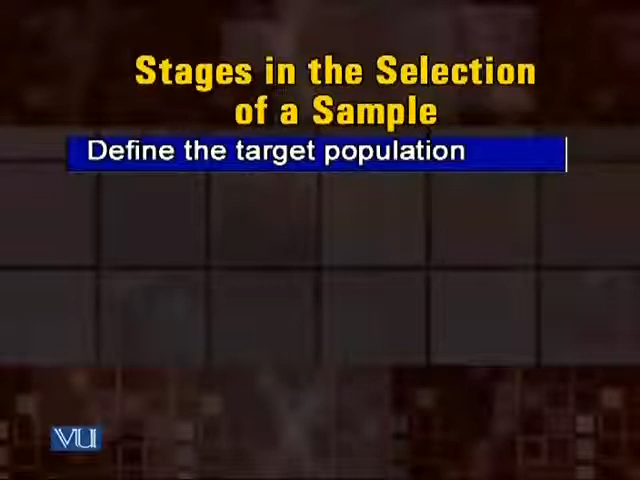 Stages in the Selection
of a Sample
Define the target population
VU